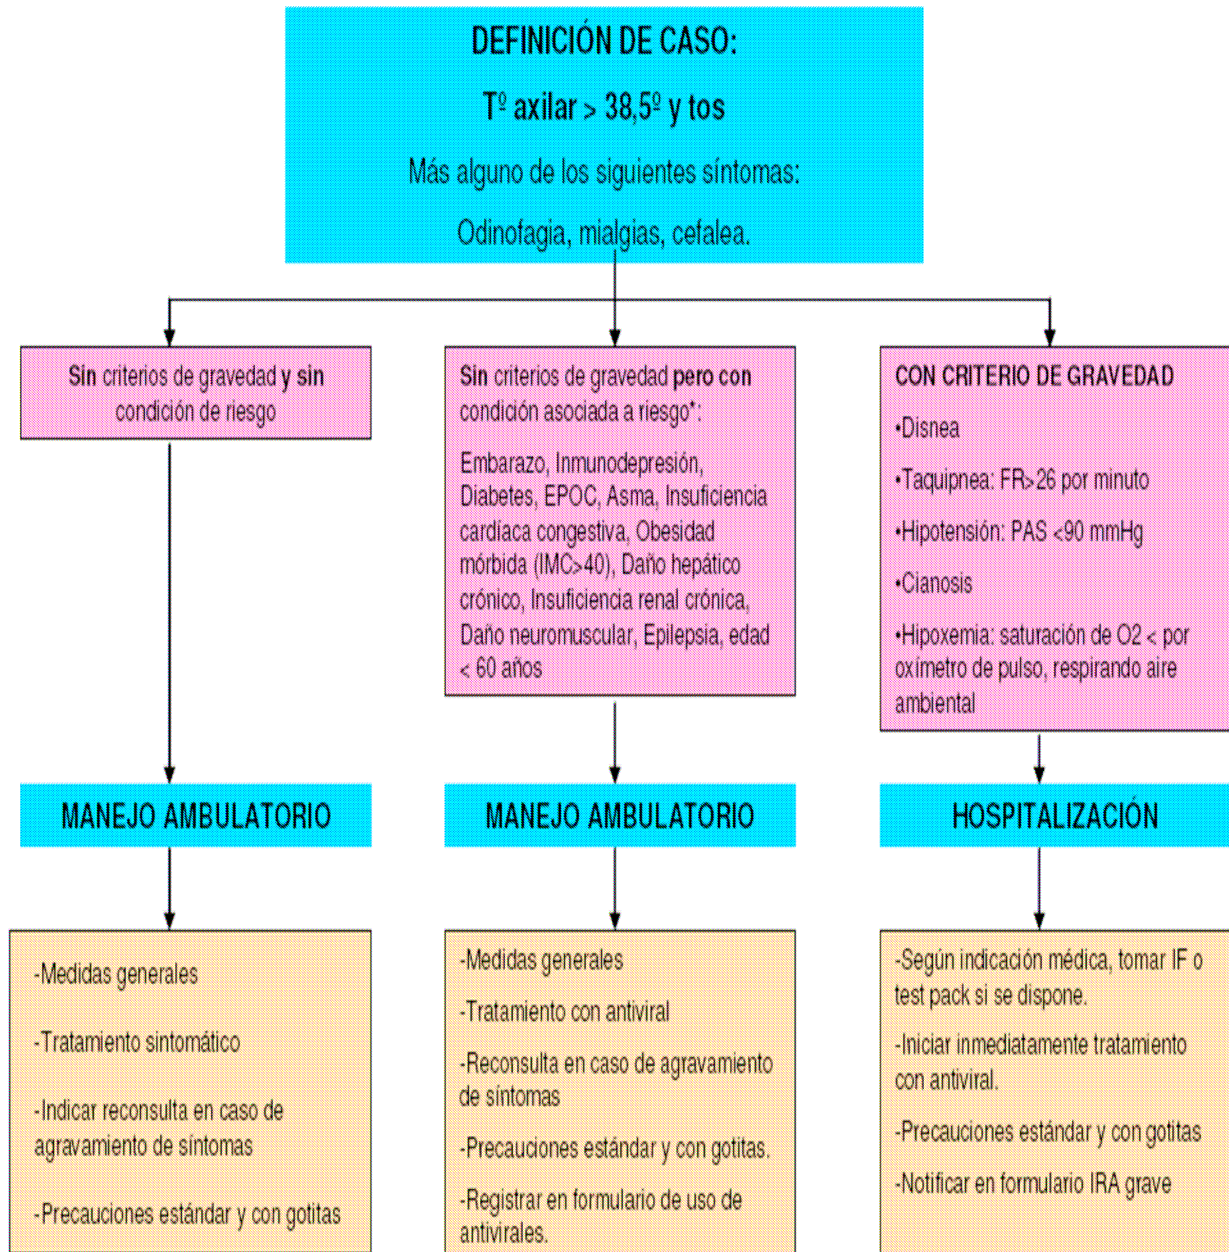 DEFINICIÓN DE CASO:
Tº axilar > 38,5º y tos
Más alguno de los siguientes síntomas:
Odinofagia, mialgias, cefalea.
Sin criterios de gravedad y sin
condición de riesgo
Sin criterios de gravedad pero con
condición asociada a riesgo*:
Embarazo, Inmunodepresión,
Diabetes, EPOC, Asma, Insuficiencia
cardíaca congestiva, Obesidad
mórbida (IMC>40), Daño hepático
crónico, Insuficiencia renal crónica,
Daño neuromuscular, Epilepsia, edad
< 60 años
CON CRITERIO DE GRAVEDAD
•Disnea
•Taquipnea: FR>26 por minuto
•Hipotensión: PAS <90 mmHg
•Cianosis
•Hipoxemia: saturación de O2 < por
oxímetro de pulso, respirando aire
ambiental
MANEJO AMBULATORIO
MANEJO AMBULATORIO
HOSPITALIZACIÓN
-Medidas generales
-Tratamiento sintomático
-Indicar reconsulta en caso de
agravamiento de síntomas
-Precauciones estándar y con gotitas
-Medidas generales
-Tratamiento con antiviral
-Reconsulta en caso de agravamiento
de síntomas
-Precauciones estándar y con gotitas.
-Registrar en formulario de uso de
antivirales.
-Según indicación médica, tomar IF o
test pack si se dispone.
-Iniciar inmediatamente tratamiento
con antiviral.
-Precauciones estándar y con gotitas
-Notificar en formulario IRA grave